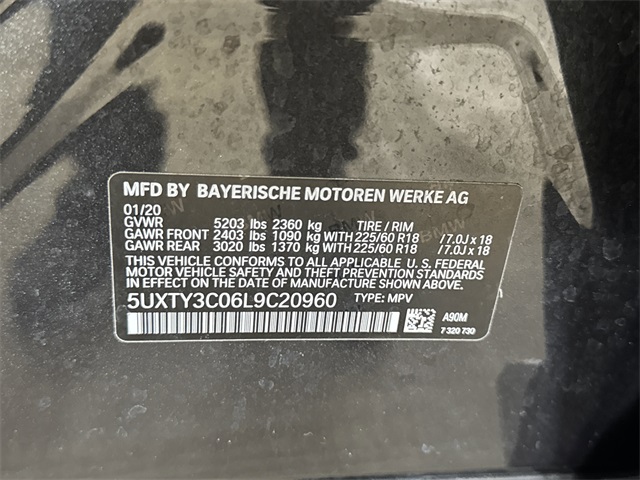 MFD BY BAYERISCHE MOTOREN WERKE AG
01/20
GVWR 5203 lbs 2360 kg TIRE / RIM
GAWR FRONT 2403 lbs 1090 kg WITH 225/60 R18 /7.0J x 18
GAWR REAR 3020 lbs 1370 kg WITH 225/60 R18 /7.0J x 18
THIS VEHICLE CONFORMS TO ALL APPLICABLE U. S. FEDERAL
MOTOR VEHICLE SAFETY AND THEFT PREVENTION STANDARDS
IN EFFECT ON THE DATE OF MANUFACTURE SHOWN ABOVE.
5UXTY3C06L9C20960 TYPE: MPV
A90M
7 320 730